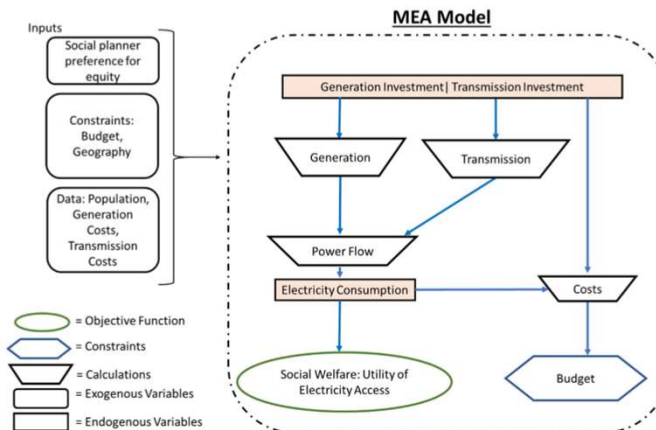 MEA Model
Inputs
Social planner
preference for
equity
Constraints:
Budget,
Geography
Data: Population,
Generation
Costs,
Transmission
Costs
Generation Investment| Transmission Investment
Generation
Transmission
Power Flow
Electricity Consumption
Costs
Social Welfare: Utility of
Electricity Access
Budget
= Objective Function
= Constraints
= Calculations
= Exogenous Variables
= Endogenous Variables